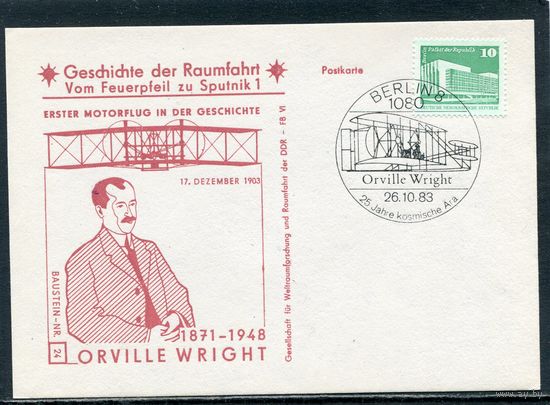 Geschichte der Raumfahrt
Vom Feuerpfeil zu Sputnik 1
ERSTER MOTORFLUG IN DER GESCHICHTE
17. DEZEMBER 1903
BAUSTEIN-NR. 24
1871-1948
ORVILLE WRIGHT
Gesellschaft für Weltraumforschung und Raumfahrt der DDR - FB VI
Postkarte
10
Palast der Republik
DEUTSCHE DEMOKRATISCHE REPUBLIK
BERLIN 8
1080
Orville Wright
26.10.83
25 Jahre kosmische Ära